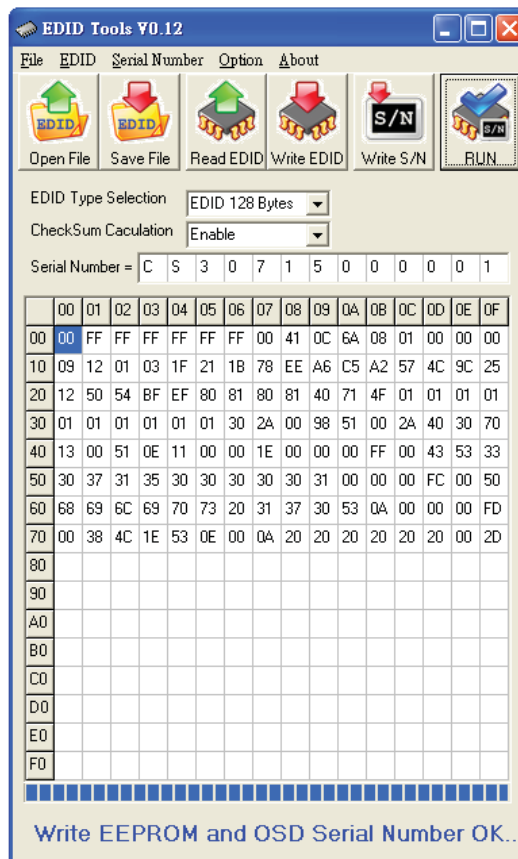 EDID Tools V0.12
File EDID Serial Number Option About
EDID EDID S/N S/N
Open File Save File Read EDID Write EDID Write S/N RUN
EDID Type Selection EDID 128 Bytes
CheckSum Caculation Enable
Serial Number = C S 3 0 7 1 5 0 0 0 0 0 1
00 01 02 03 04 05 06 07 08 09 0A 0B 0C 0D 0E 0F
00 00 FF FF FF FF FF FF 00 41 0C 6A 08 01 00 00 00
10 09 12 01 03 1F 21 1B 78 EE A6 C5 A2 57 4C 9C 25
20 12 50 54 BF EF 80 81 80 81 40 71 4F 01 01 01 01
30 01 01 01 01 01 01 30 2A 00 98 51 00 2A 40 30 70
40 13 00 51 0E 11 00 00 1E 00 00 00 FF 00 43 53 33
50 30 37 31 35 30 30 30 30 30 31 00 00 00 FC 00 50
60 68 69 6C 69 70 73 20 31 37 30 53 0A 00 00 00 FD
70 00 38 4C 1E 53 0E 00 0A 20 20 20 20 20 20 00 2D
80
90
A0
B0
C0
D0
E0
F0
Write EEPROM and OSD Serial Number OK..